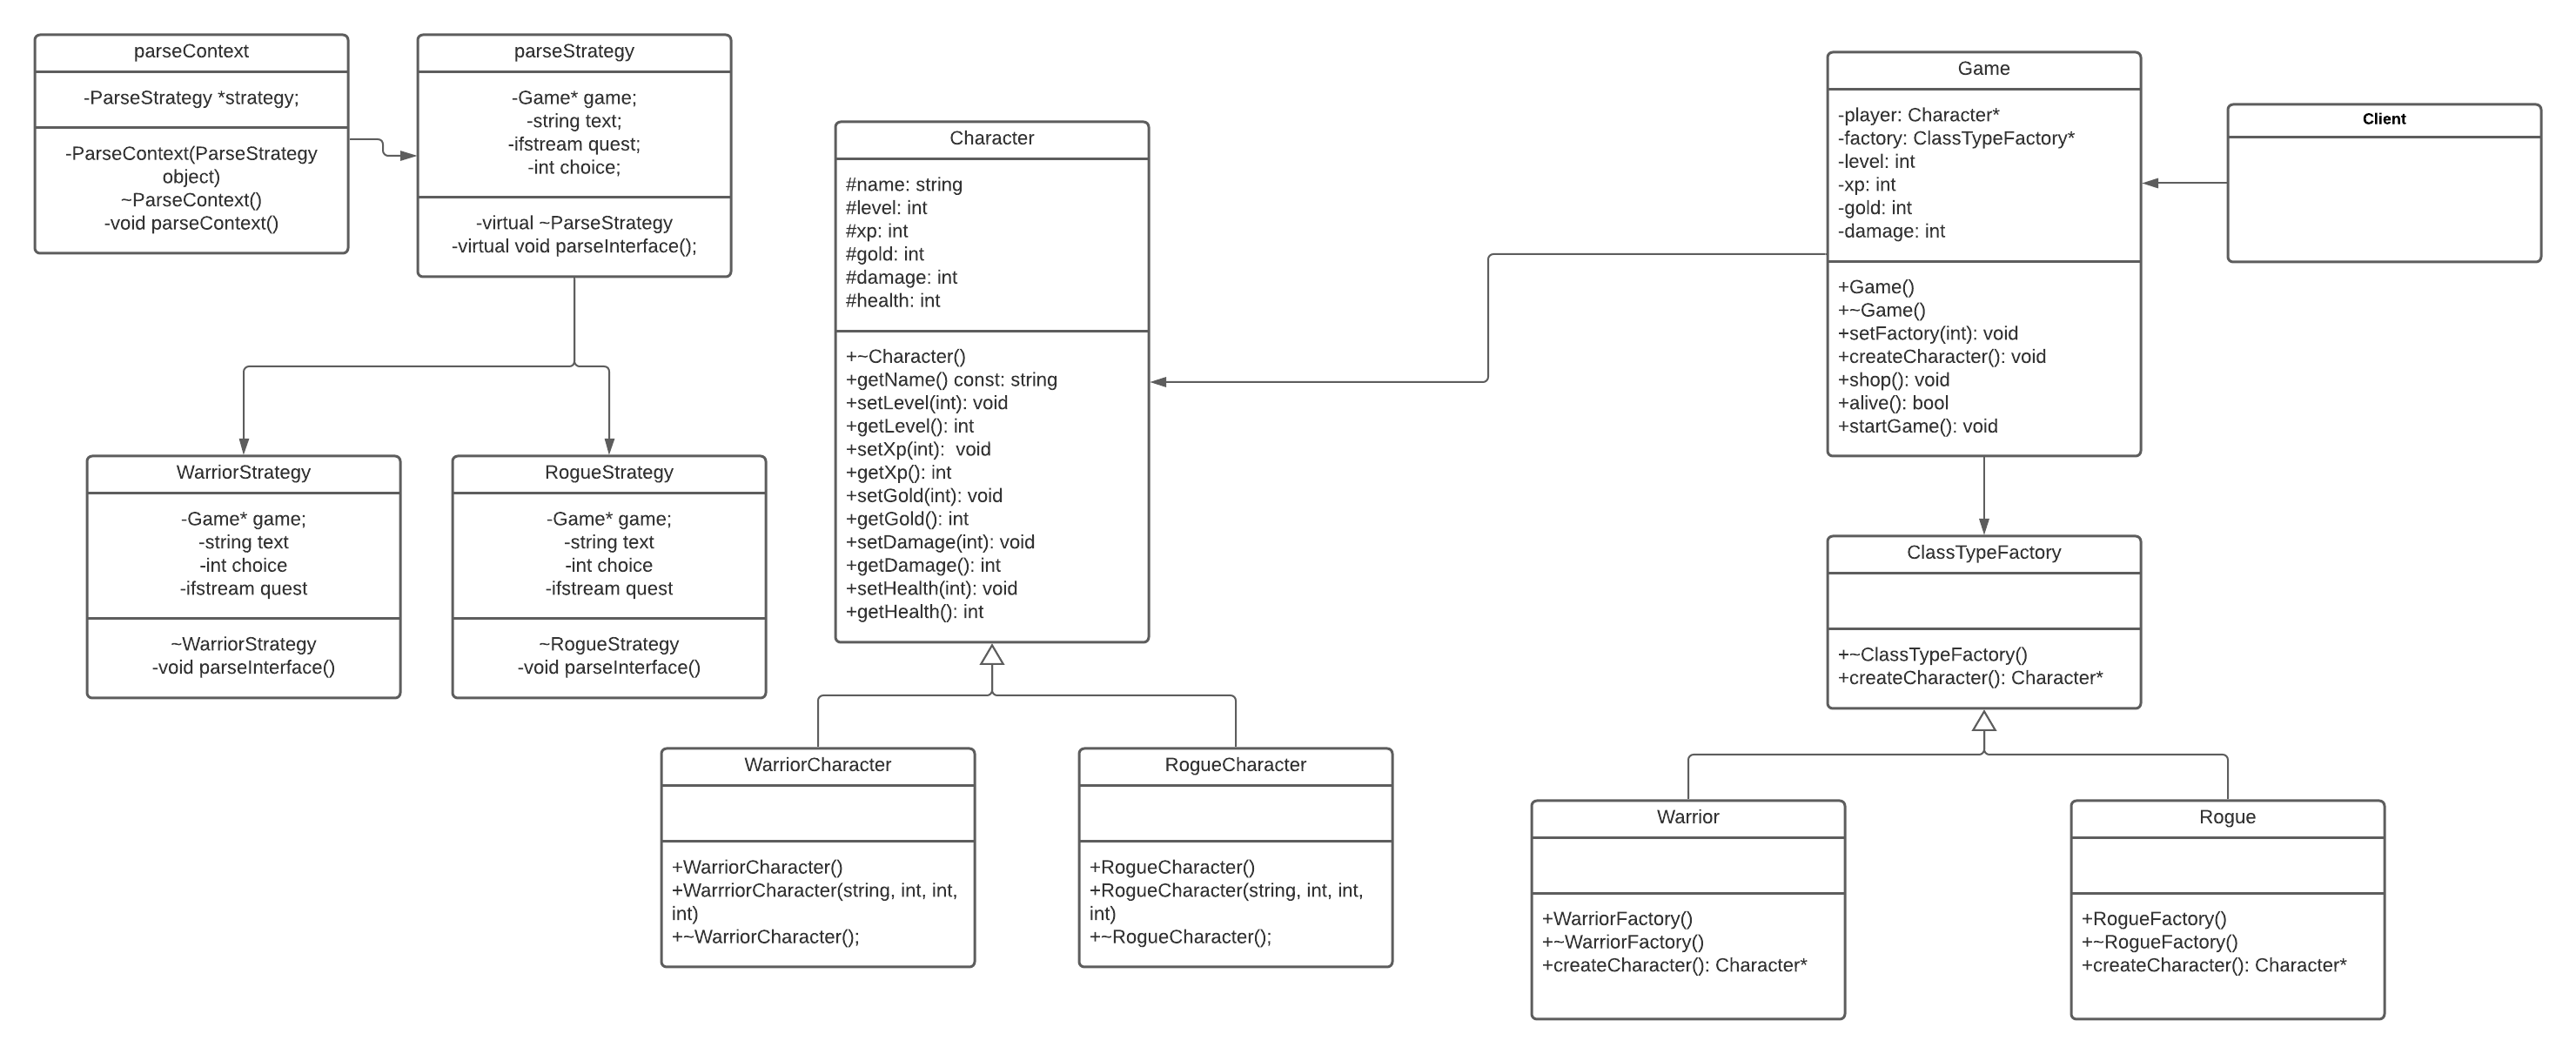 parseContext
-ParseStrategy *strategy;
-ParseContext(ParseStrategy
object)
~ParseContext()
-void parseContext()
parseStrategy
-Game* game;
-string text;
-ifstream quest;
-int choice;
-virtual ~ParseStrategy
-virtual void parseInterface();
WarriorStrategy
-Game* game;
-string text
-int choice
-ifstream quest
~WarriorStrategy
-void parseInterface()
RogueStrategy
-Game* game;
-string text
-int choice
-ifstream quest
~RogueStrategy
-void parseInterface()
Character
#name: string
#level: int
#xp: int
#gold: int
#damage: int
#health: int
+~Character()
+getName() const: string
+setLevel(int): void
+getLevel(): int
+setXp(int):  void
+getXp(): int
+setGold(int): void
+getGold(): int
+setDamage(int): void
+getDamage(): int
+setHealth(int): void
+getHealth(): int
WarriorCharacter
+WarriorCharacter()
+WarrriorCharacter(string, int, int,
int)
+~WarriorCharacter();
RogueCharacter
+RogueCharacter()
+RogueCharacter(string, int, int,
int)
+~RogueCharacter();
Game
-player: Character*
-factory: ClassTypeFactory*
-level: int
-xp: int
-gold: int
-damage: int
+Game()
+~Game()
+setFactory(int): void
+createCharacter(): void
+shop(): void
+alive(): bool
+startGame(): void
Client
ClassTypeFactory
+~ClassTypeFactory()
+createCharacter(): Character*
Warrior
+WarriorFactory()
+~WarriorFactory()
+createCharacter(): Character*
Rogue
+RogueFactory()
+~RogueFactory()
+createCharacter(): Character*